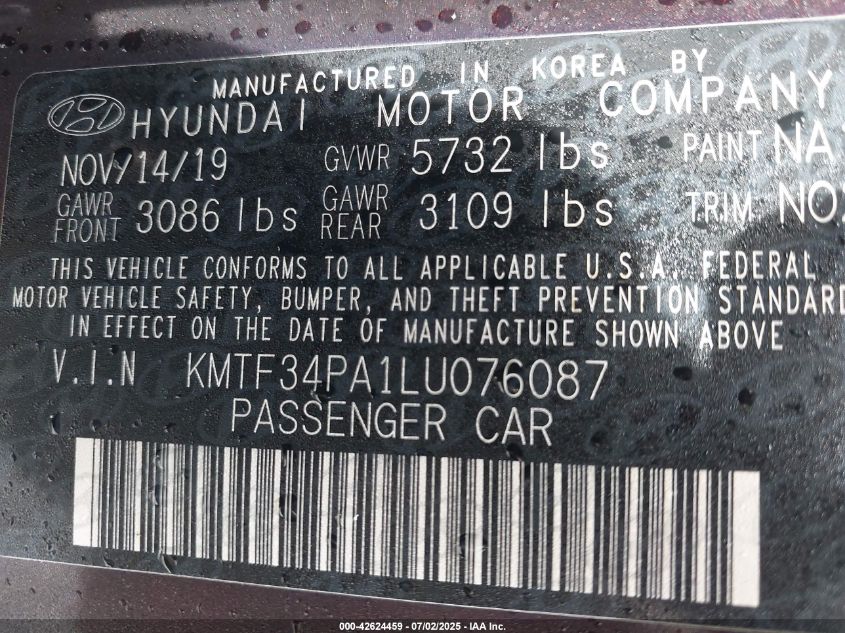 MANUFACTURED IN KOREA BY
HYUNDAI MOTOR COMPANY
NOV/14/19 GVWR 5732 lbs PAINT
GAWR FRONT 3086 lbs GAWR REAR 3109 lbs TRIM
THIS VEHICLE CONFORMS TO ALL APPLICABLE U.S.A. FEDERAL
MOTOR VEHICLE SAFETY, BUMPER, AND THEFT PREVENTION STANDARD
IN EFFECT ON THE DATE OF MANUFACTURE SHOWN ABOVE
V.I.N KMTF34PA1LU076087
PASSENGER CAR
000-42624459 | 07/02/2025 - IAA Inc.